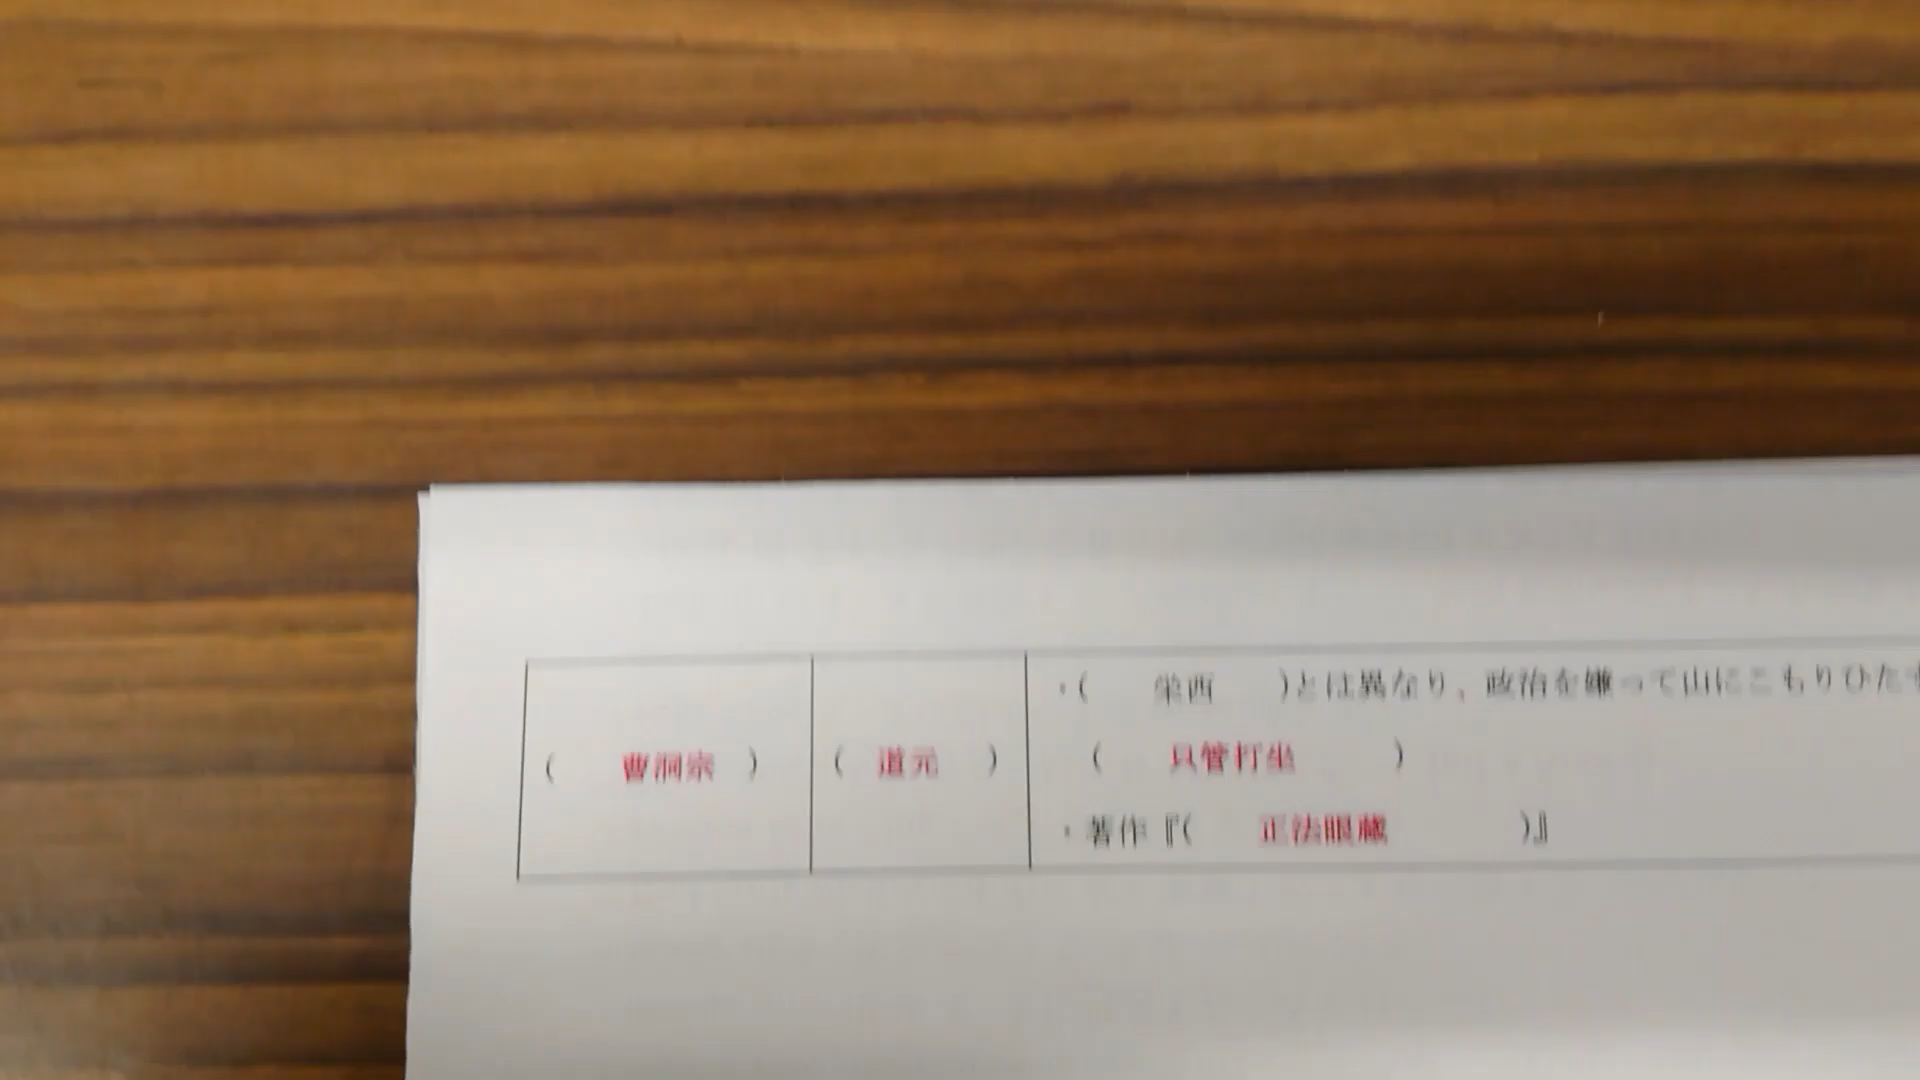 ( 曹洞宗 )
( 道元 )
・( 栄西 )とは異なり、政治を嫌って山にこもりひたす
( 只管打坐 )
・著作『( 正法眼蔵 )』